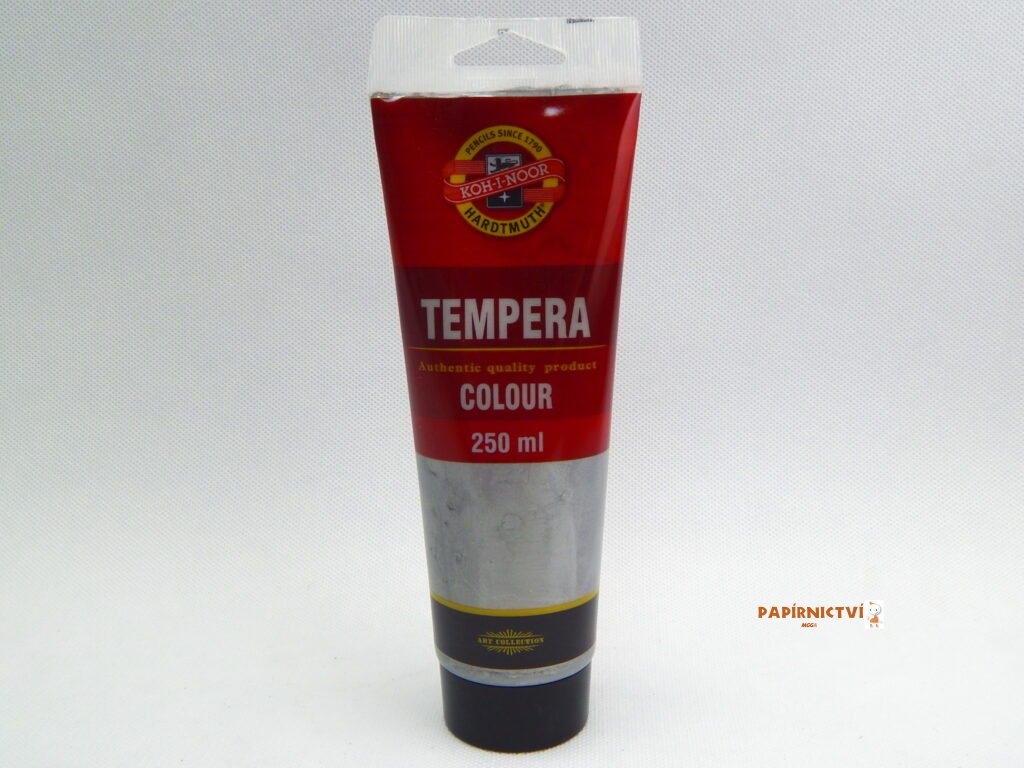 PENCILS SINCE 1790
KOH-I-NOOR
HARDTMUTH
TEMPERA
Authentic quality product
COLOUR
250 ml
ART COLLECTION
PAPÍRNICTVÍ